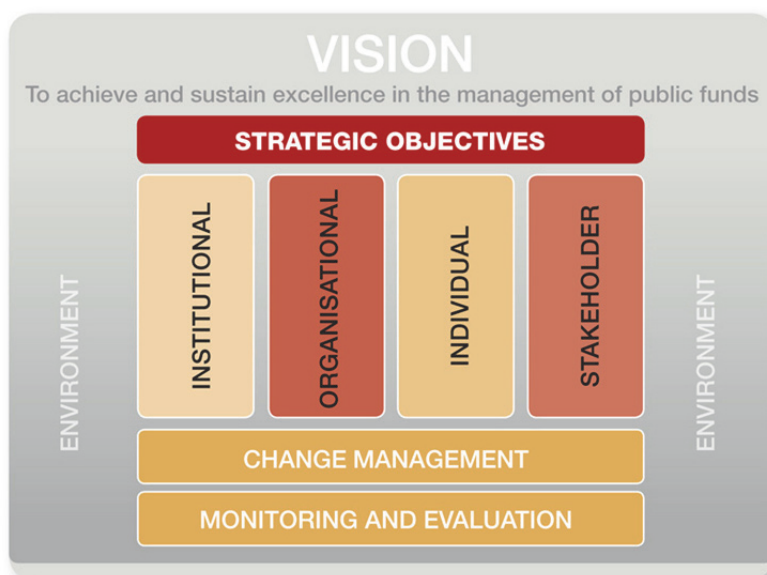 VISION
To achieve and sustain excellence in the management of public funds
STRATEGIC OBJECTIVES
ENVIRONMENT
INSTITUTIONAL
ORGANISATIONAL
INDIVIDUAL
STAKEHOLDER
ENVIRONMENT
CHANGE MANAGEMENT
MONITORING AND EVALUATION